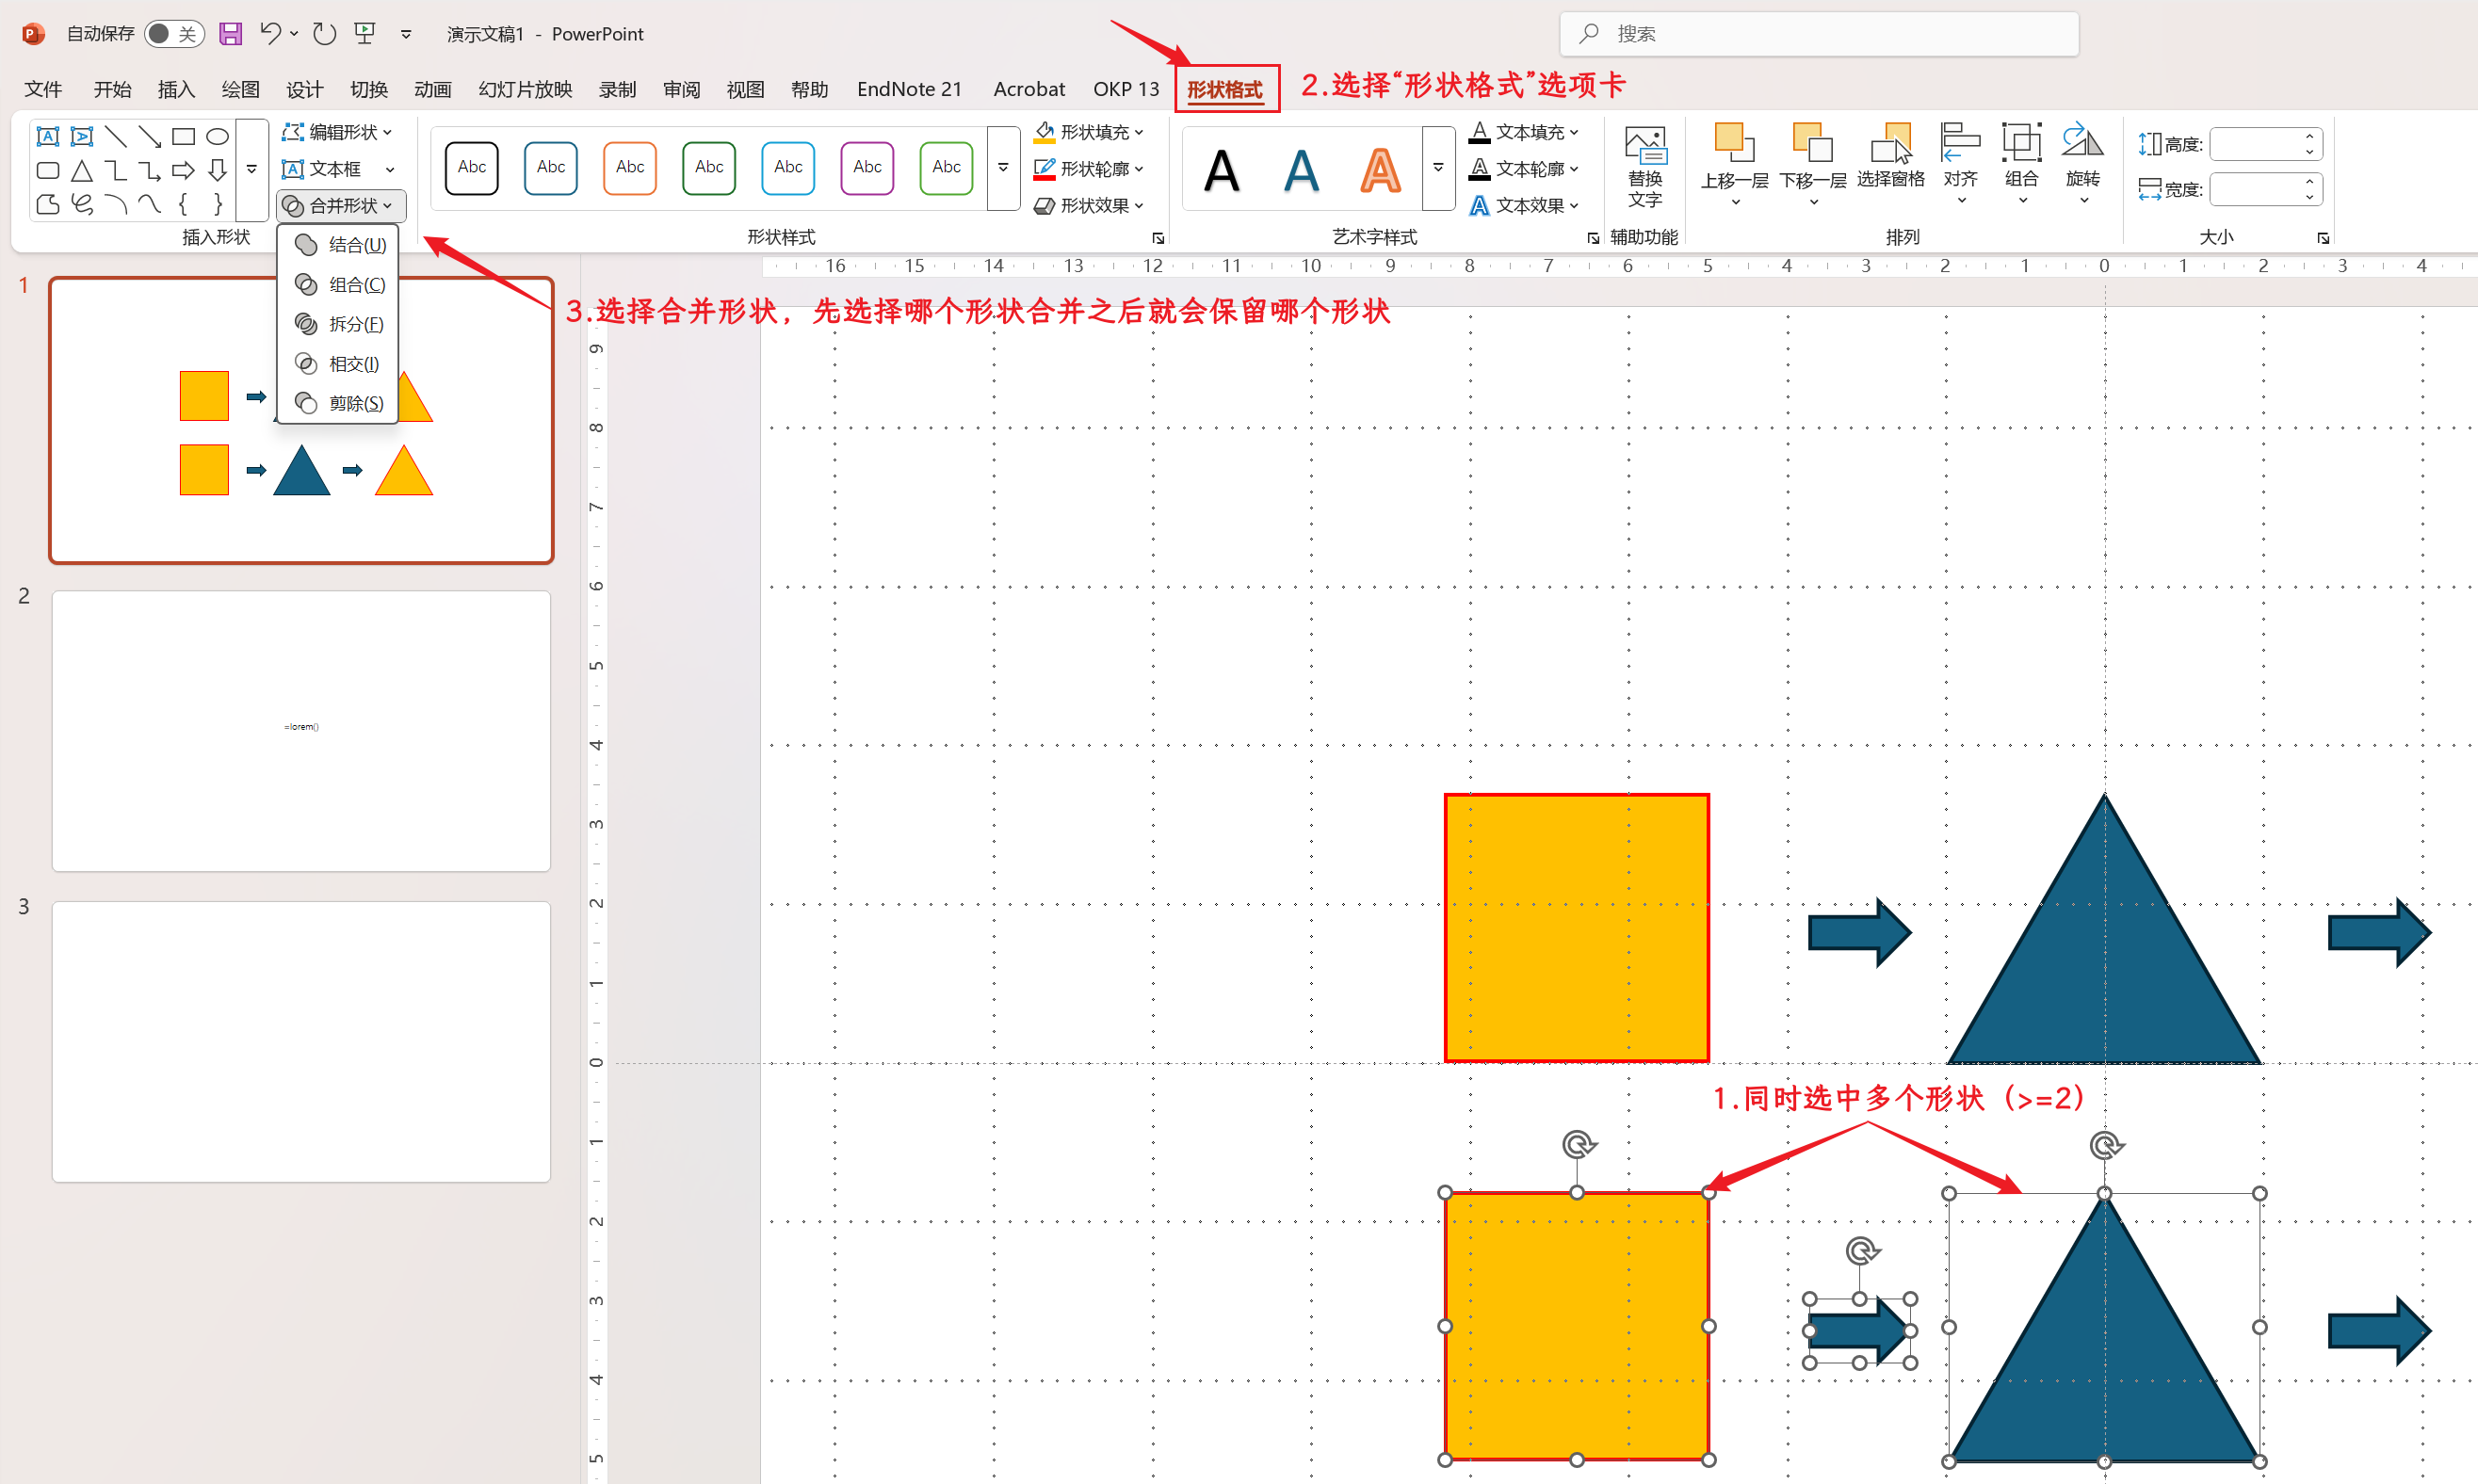 自动保存 关 演示文稿1 - PowerPoint 搜索
文件 开始 插入 绘图 设计 切换 动画 幻灯片放映 录制 审阅 视图 帮助 EndNote 21 Acrobat OKP 13 形状格式 2.选择“形状格式”选项卡
编辑形状 形状填充 文本填充 高度:
文本框 Abc Abc Abc Abc Abc Abc Abc 形状轮廓 A A A 文本轮廓 替换文字 上移一层 下移一层 选择窗格 对齐 组合 旋转
合并形状 形状效果 文本效果 宽度:
插入形状 形状样式 艺术字样式 辅助功能 排列 大小
结合(U)
组合(C)
拆分(F)
相交(I)
剪除(S)
16 15 14 13 12 11 10 9 8 7 6 5 4 3 2 1 0 1 2 3 4
3.选择合并形状，先选择哪个形状合并之后就会保留哪个形状
9
8
7
6
5
4
3
2
1
0
1
2
3
4
5
1
2
=lorem()
3
1.同时选中多个形状（>=2）